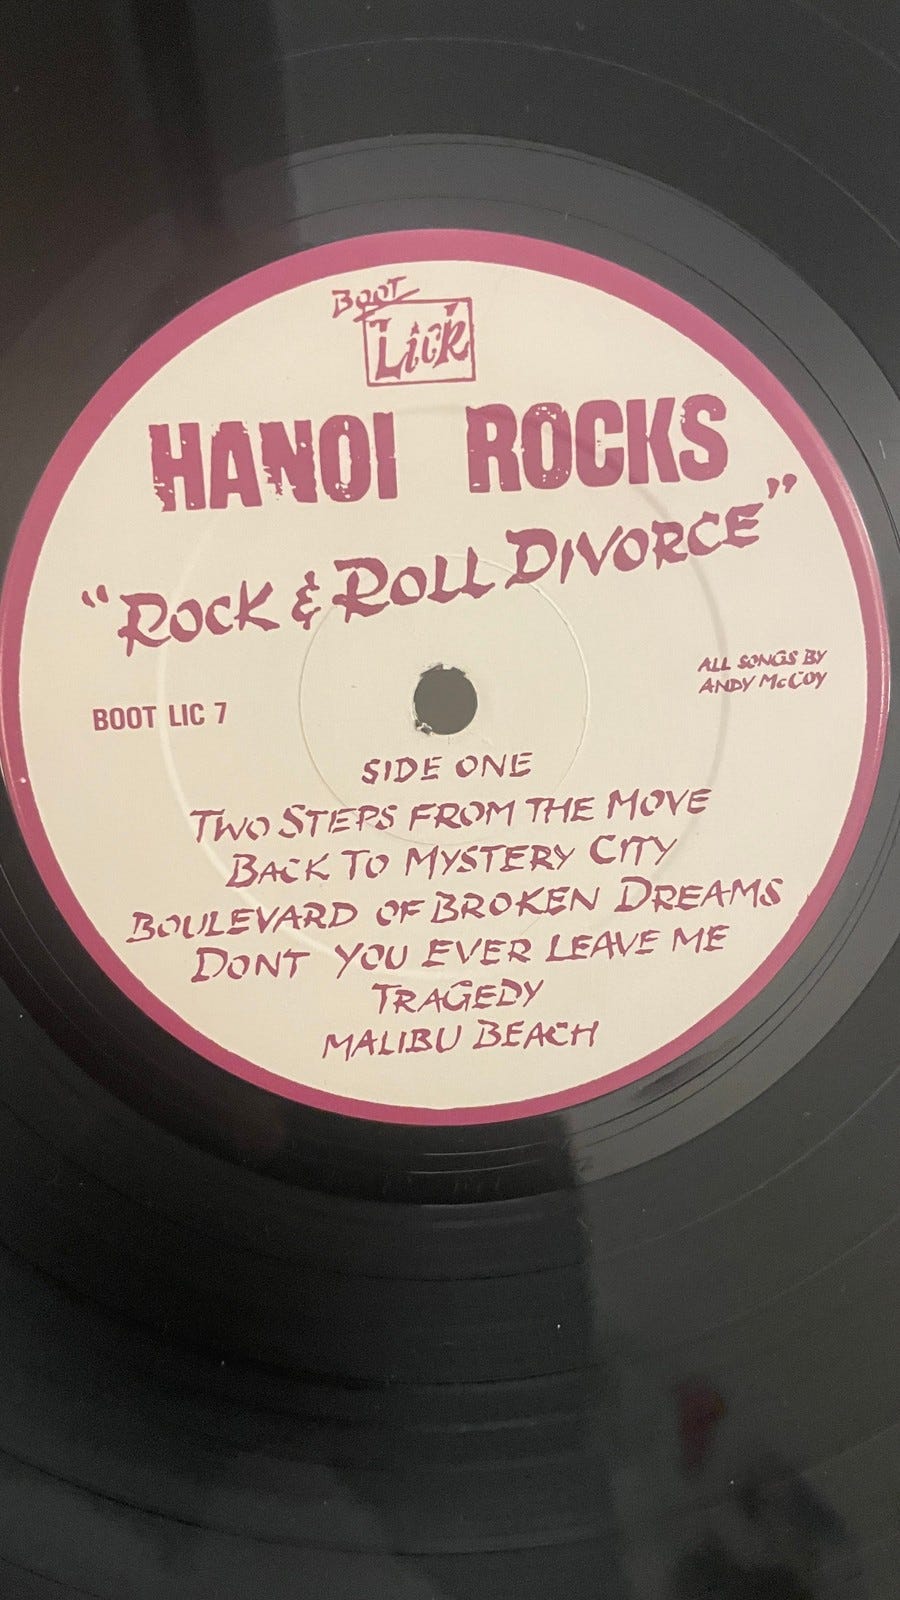 BOOT
LICK
HANOI ROCKS
"ROCK & ROLL DIVORCE"
ALL SONGS BY
ANDY McCOY
BOOT LIC 7
SIDE ONE
TWO STEPS FROM THE MOVE
BACK TO MYSTERY CITY
BOULEVARD OF BROKEN DREAMS
DONT YOU EVER LEAVE ME
TRAGEDY
MALIBU BEACH